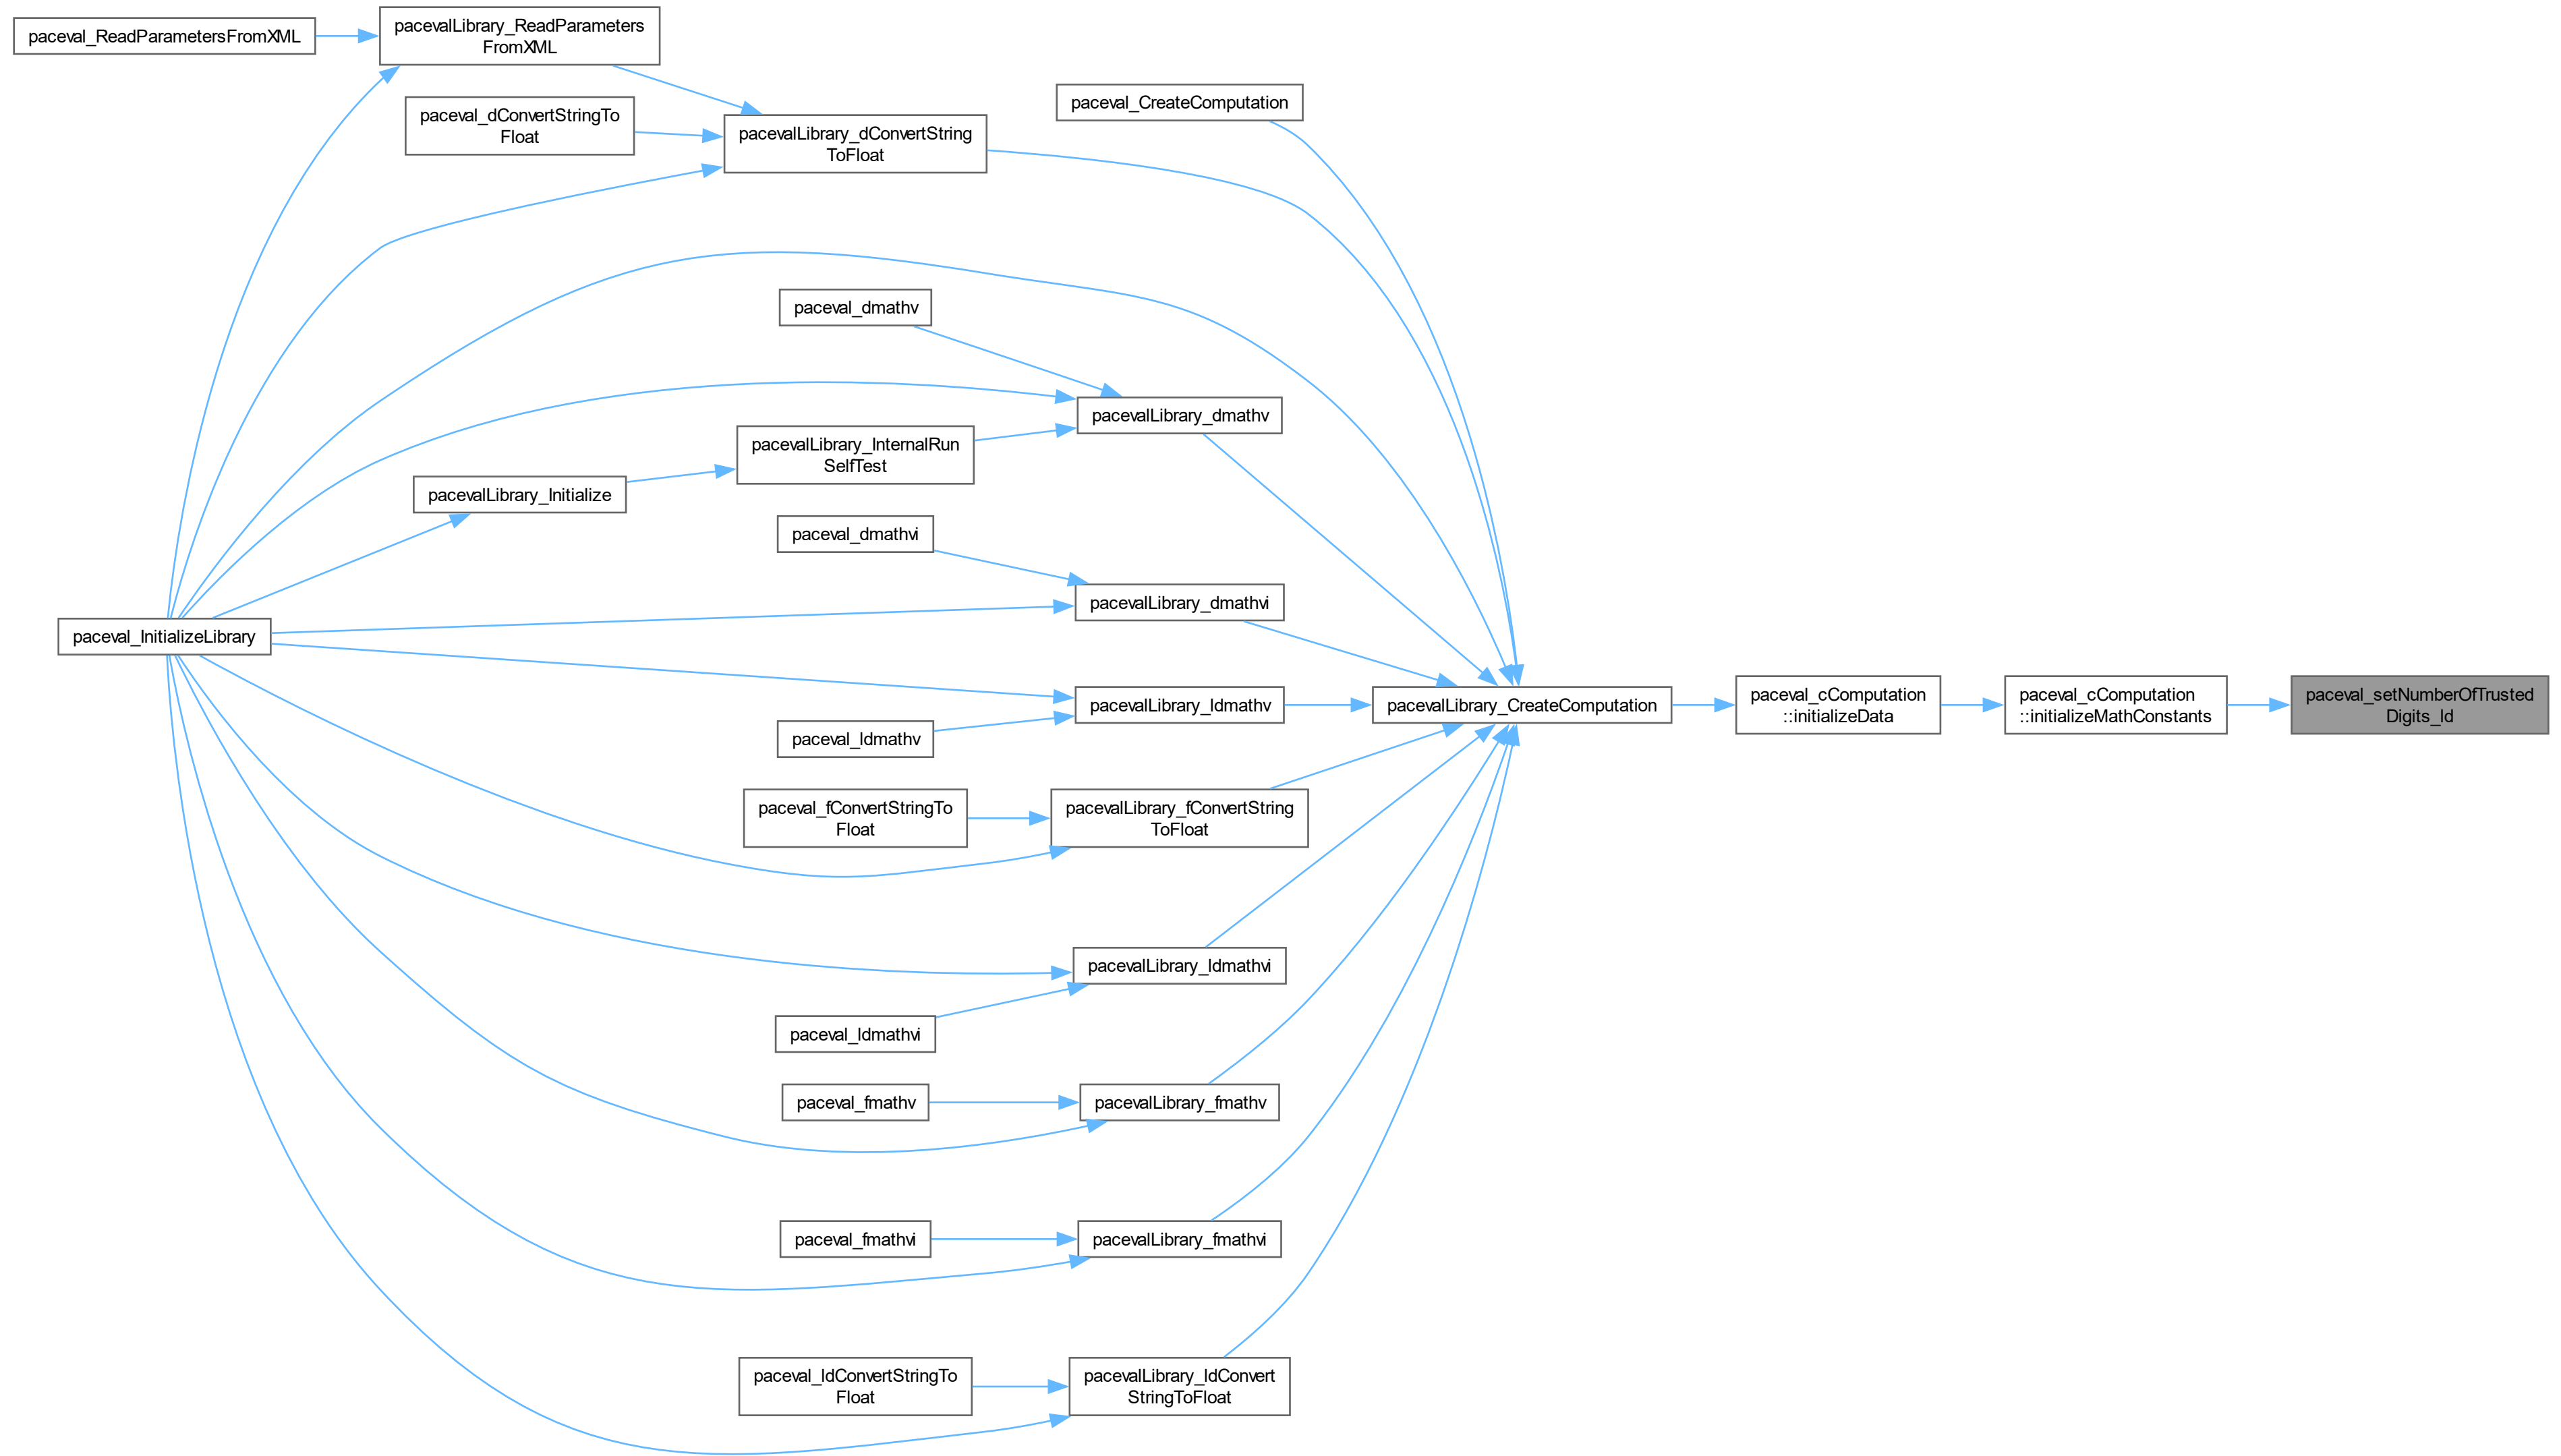 paceval_ReadParametersFromXML
pacevalLibrary_ReadParameters
FromXML
paceval_CreateComputation
paceval_dConvertStringTo
Float
pacevalLibrary_dConvertString
ToFloat
paceval_dmathv
pacevalLibrary_dmathv
pacevalLibrary_InternalRun
SelfTest
pacevalLibrary_Initialize
paceval_dmathvi
pacevalLibrary_dmathvi
paceval_InitializeLibrary
pacevalLibrary_ldmathv
paceval_ldmathv
pacevalLibrary_CreateComputation
paceval_cComputation
::initializeData
paceval_cComputation
::initializeMathConstants
paceval_setNumberOfTrusted
Digits_ld
paceval_fConvertStringTo
Float
pacevalLibrary_fConvertString
ToFloat
pacevalLibrary_ldmathvi
paceval_ldmathvi
paceval_fmathv
pacevalLibrary_fmathv
paceval_fmathvi
pacevalLibrary_fmathvi
paceval_ldConvertStringTo
Float
pacevalLibrary_ldConvert
StringToFloat